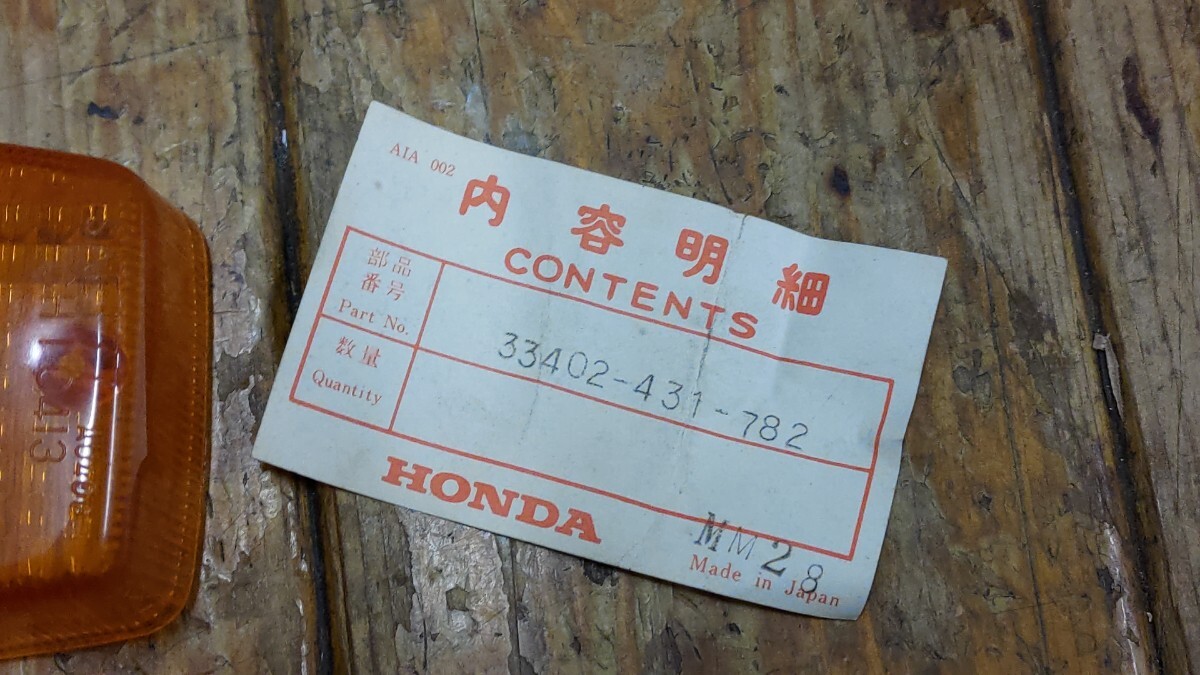 AIA 002
内容明細
CONTENTS
部品
番号
Part No.
33402-431-782
数量
Quantity
HONDA
MM28
Made in Japan